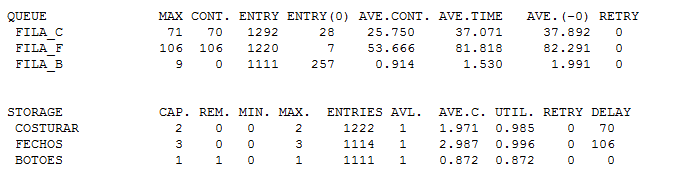 QUEUE MAX CONT. ENTRY ENTRY(0) AVE.CONT. AVE.TIME AVE.(-0) RETRY
FILA_C 71 70 1292 28 25.750 37.071 37.892 0
FILA_F 106 106 1220 7 53.666 81.818 82.291 0
FILA_B 9 0 1111 257 0.914 1.530 1.991 0
STORAGE CAP. REM. MIN. MAX. ENTRIES AVL. AVE.C. UTIL. RETRY DELAY
COSTURAR 2 0 0 2 1222 1 1.971 0.985 0 70
FECHOS 3 0 0 3 1114 1 2.987 0.996 0 106
BOTOES 1 1 0 1 1111 1 0.872 0.872 0 0